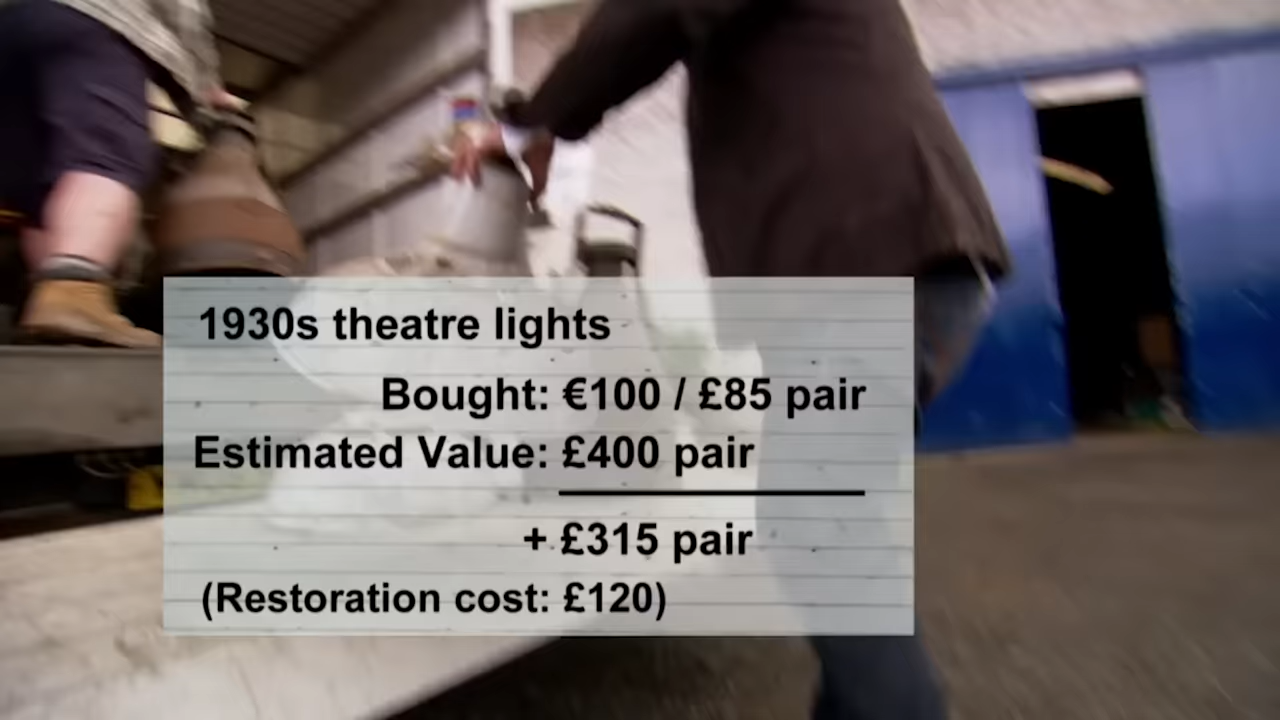 1930s theatre lights
Bought: €100 / £85 pair
Estimated Value: £400 pair
+ £315 pair
(Restoration cost: £120)